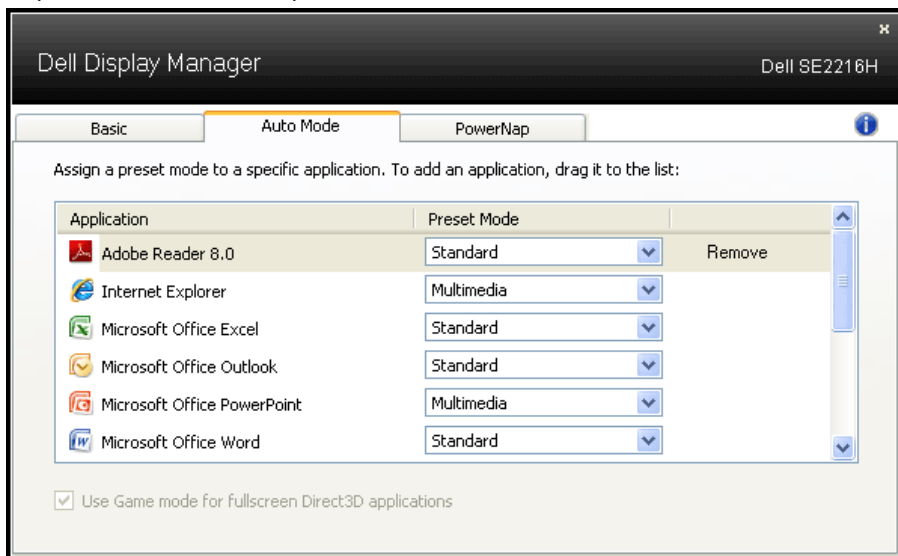 Dell Display Manager
Dell SE2216H
Basic Auto Mode PowerNap
Assign a preset mode to a specific application. To add an application, drag it to the list:
Application Preset Mode
Adobe Reader 8.0 Standard Remove
Internet Explorer Multimedia
Microsoft Office Excel Standard
Microsoft Office Outlook Standard
Microsoft Office PowerPoint Multimedia
Microsoft Office Word Standard
Use Game mode for fullscreen Direct3D applications